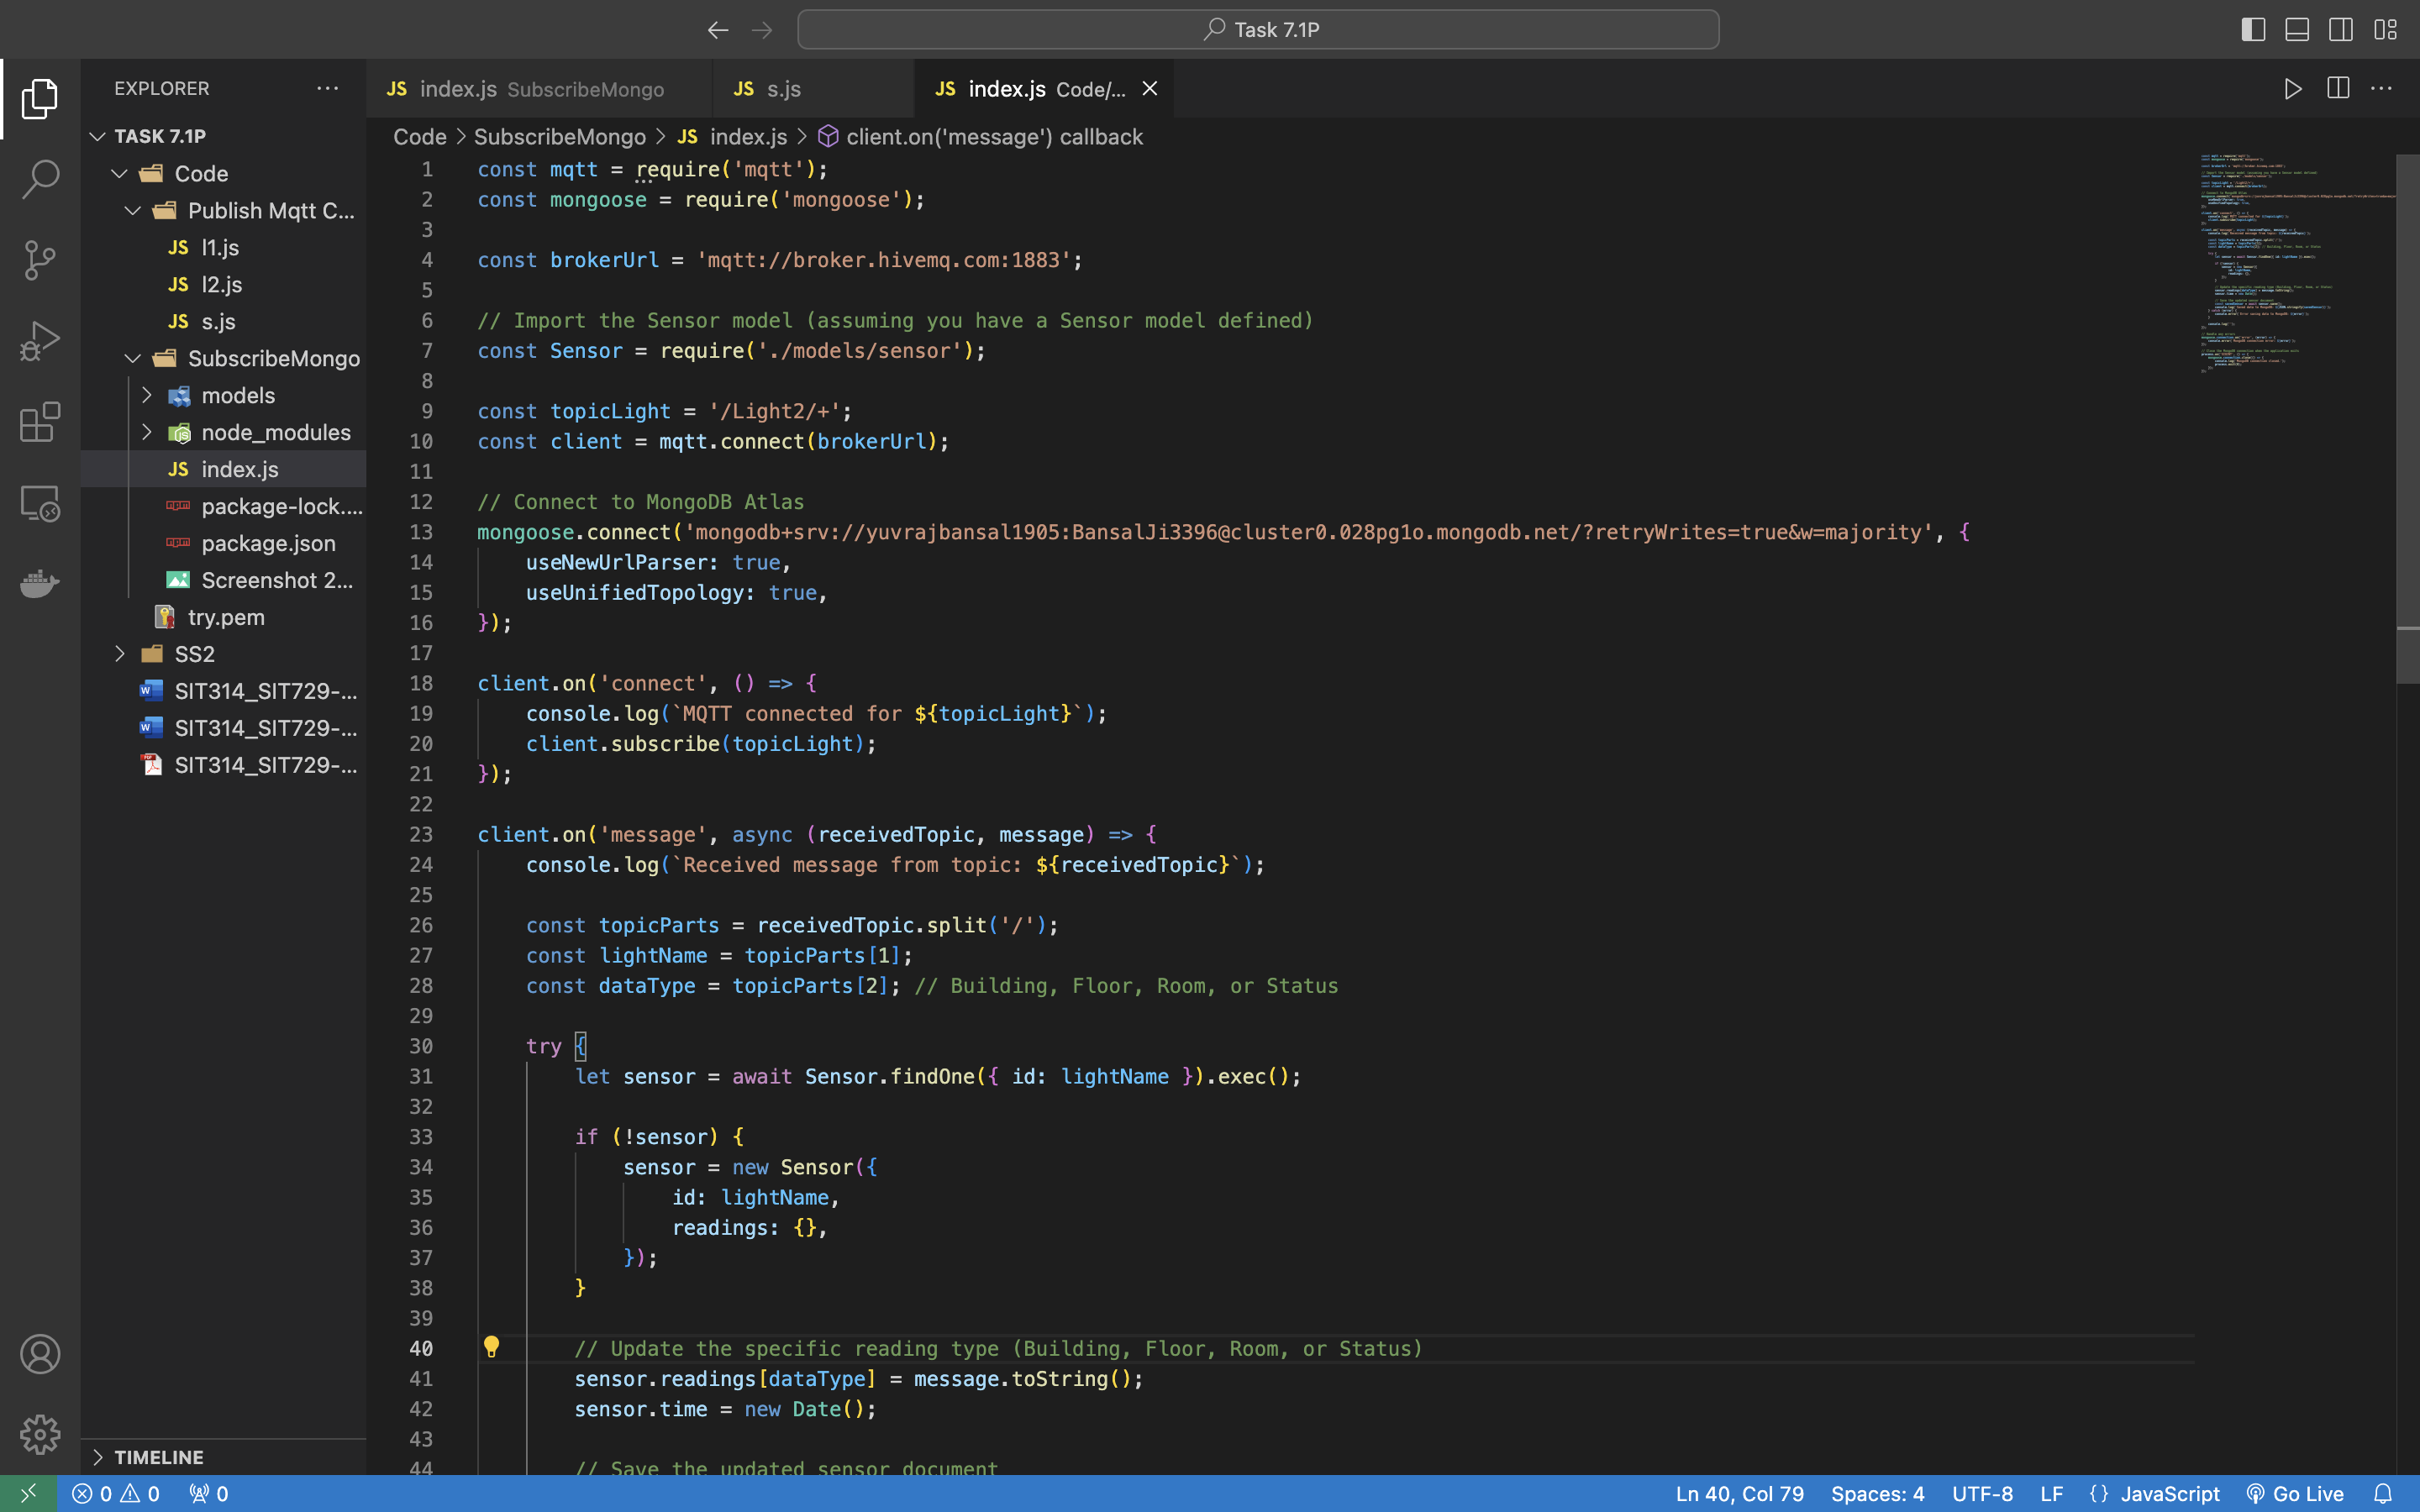 Task 7.1P
EXPLORER
TASK 7.1P
Code
Publish Mqtt C...
l1.js
l2.js
s.js
SubscribeMongo
models
node_modules
index.js
package-lock....
package.json
Screenshot 2...
try.pem
SS2
SIT314_SIT729-...
SIT314_SIT729-...
SIT314_SIT729-...
TIMELINE
JS index.js SubscribeMongo
JS s.js
JS index.js Code/...
Code > SubscribeMongo > JS index.js > client.on('message') callback
1 const mqtt = require('mqtt');
2 const mongoose = require('mongoose');
3
4 const brokerUrl = 'mqtt://broker.hivemq.com:1883';
5
6 // Import the Sensor model (assuming you have a Sensor model defined)
7 const Sensor = require('./models/sensor');
8
9 const topicLight = '/Light2/+';
10 const client = mqtt.connect(brokerUrl);
11
12 // Connect to MongoDB Atlas
13 mongoose.connect('mongodb+srv://yuvrajbansal1905:BansalJi3396@cluster0.028pg1o.mongodb.net/?retryWrites=true&w=majority', {
14 useNewUrlParser: true,
15 useUnifiedTopology: true,
16 });
17
18 client.on('connect', () => {
19 console.log(`MQTT connected for ${topicLight}`);
20 client.subscribe(topicLight);
21 });
22
23 client.on('message', async (receivedTopic, message) => {
24 console.log(`Received message from topic: ${receivedTopic}`);
25
26 const topicParts = receivedTopic.split('/');
27 const lightName = topicParts[1];
28 const dataType = topicParts[2]; // Building, Floor, Room, or Status
29
30 try {
31 let sensor = await Sensor.findOne({ id: lightName }).exec();
32
33 if (!sensor) {
34 sensor = new Sensor({
35 id: lightName,
36 readings: {},
37 });
38 }
39
40 // Update the specific reading type (Building, Floor, Room, or Status)
41 sensor.readings[dataType] = message.toString();
42 sensor.time = new Date();
43
44 // Save the updated sensor document
0 0 0 Ln 40, Col 79 Spaces: 4 UTF-8 LF {} JavaScript Go Live